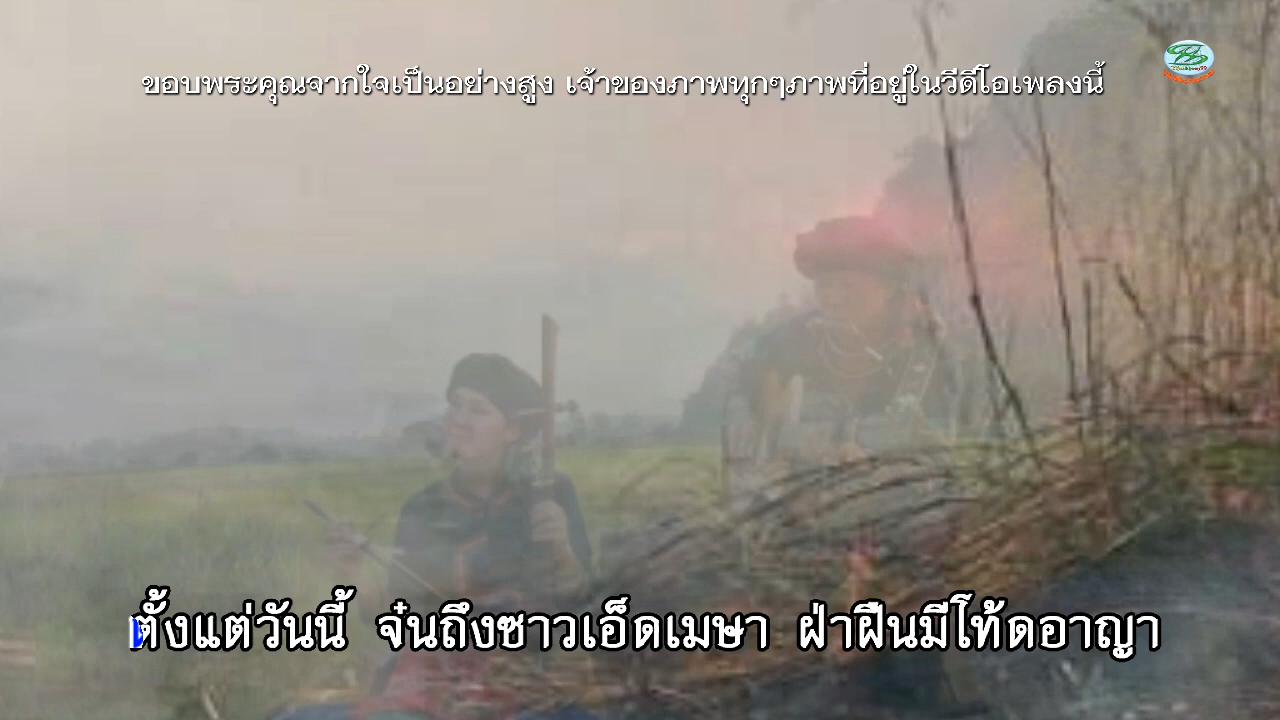 ขอบพระคุณจากใจเป็นอย่างสูง เจ้าของภาพทุกๆภาพที่อยู่ในวีดีโอเพลงนี้
ตั้งแต่วันนี้ จ๋นถึงซาวเอ็ดเมษา ฝ่าฝืนมีโท้ดอาญา